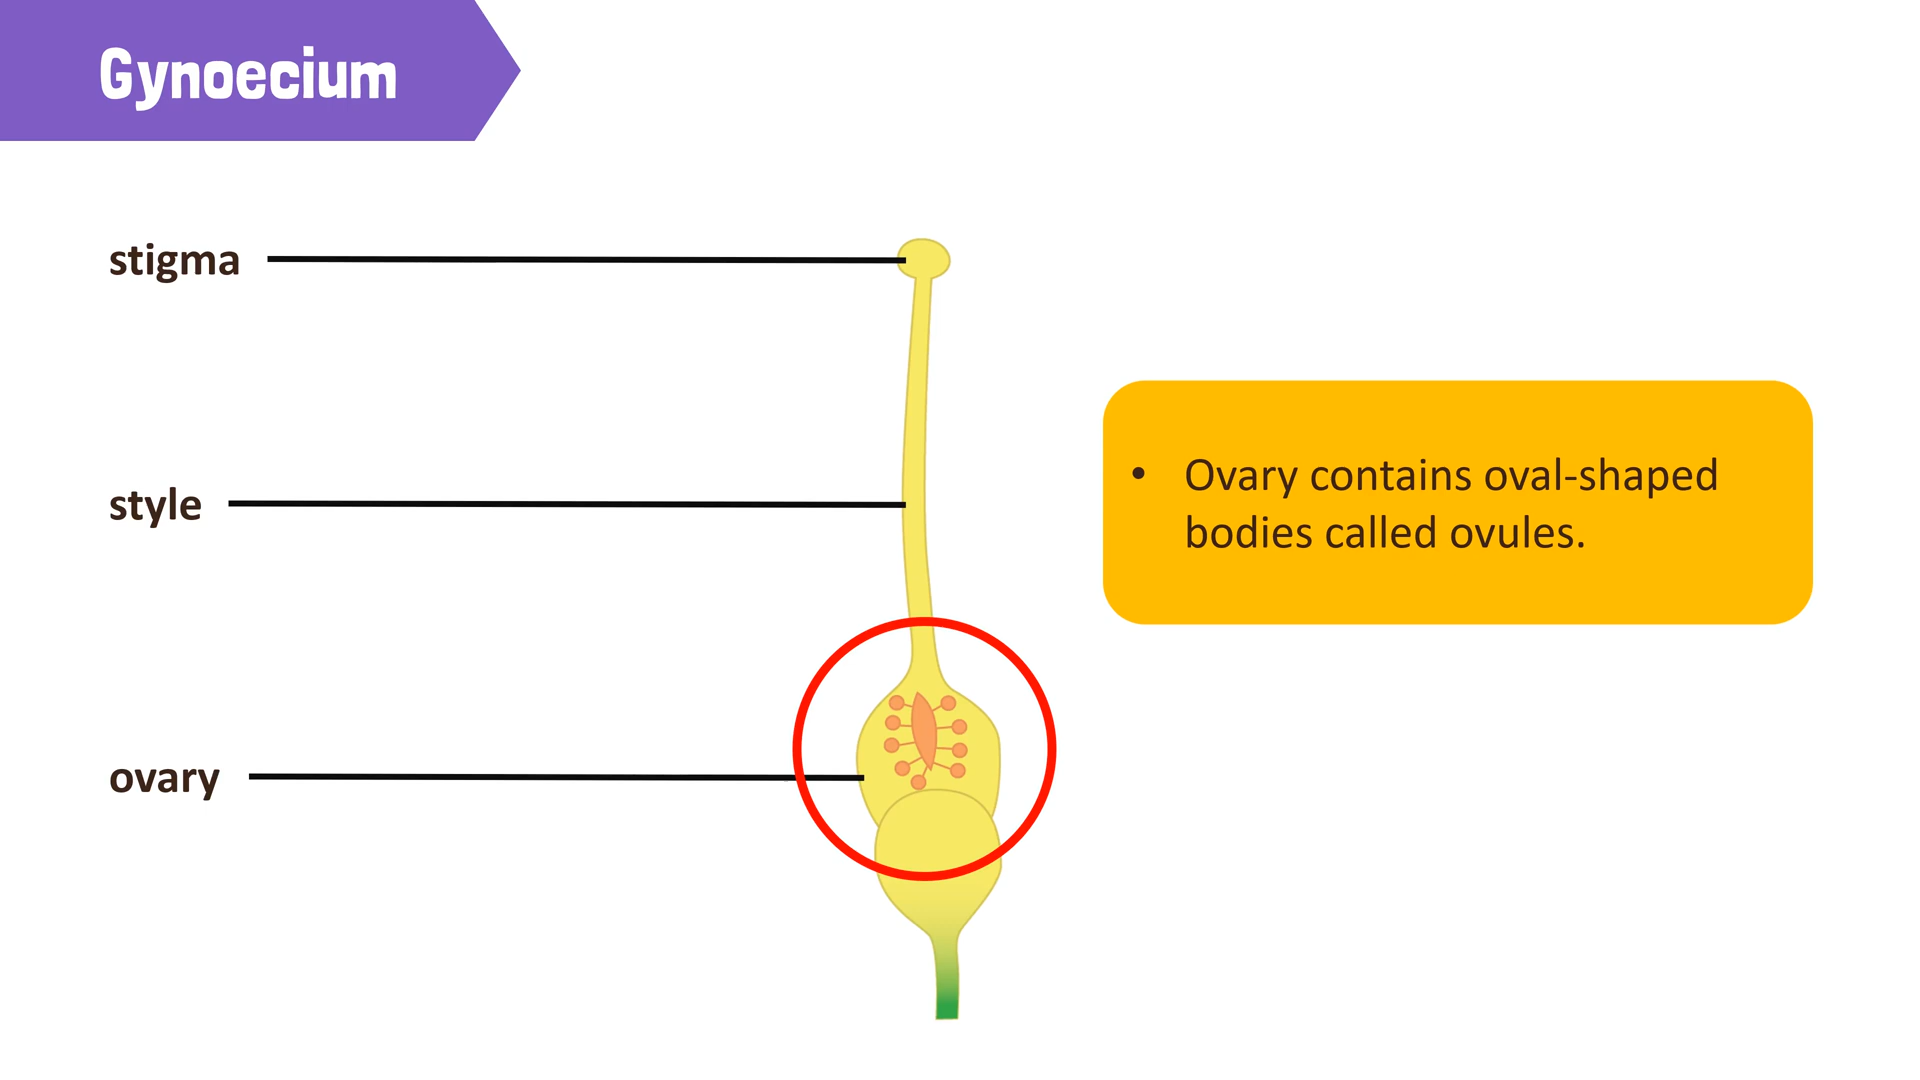 Gynoecium
stigma
style
ovary
• Ovary contains oval-shaped
bodies called ovules.